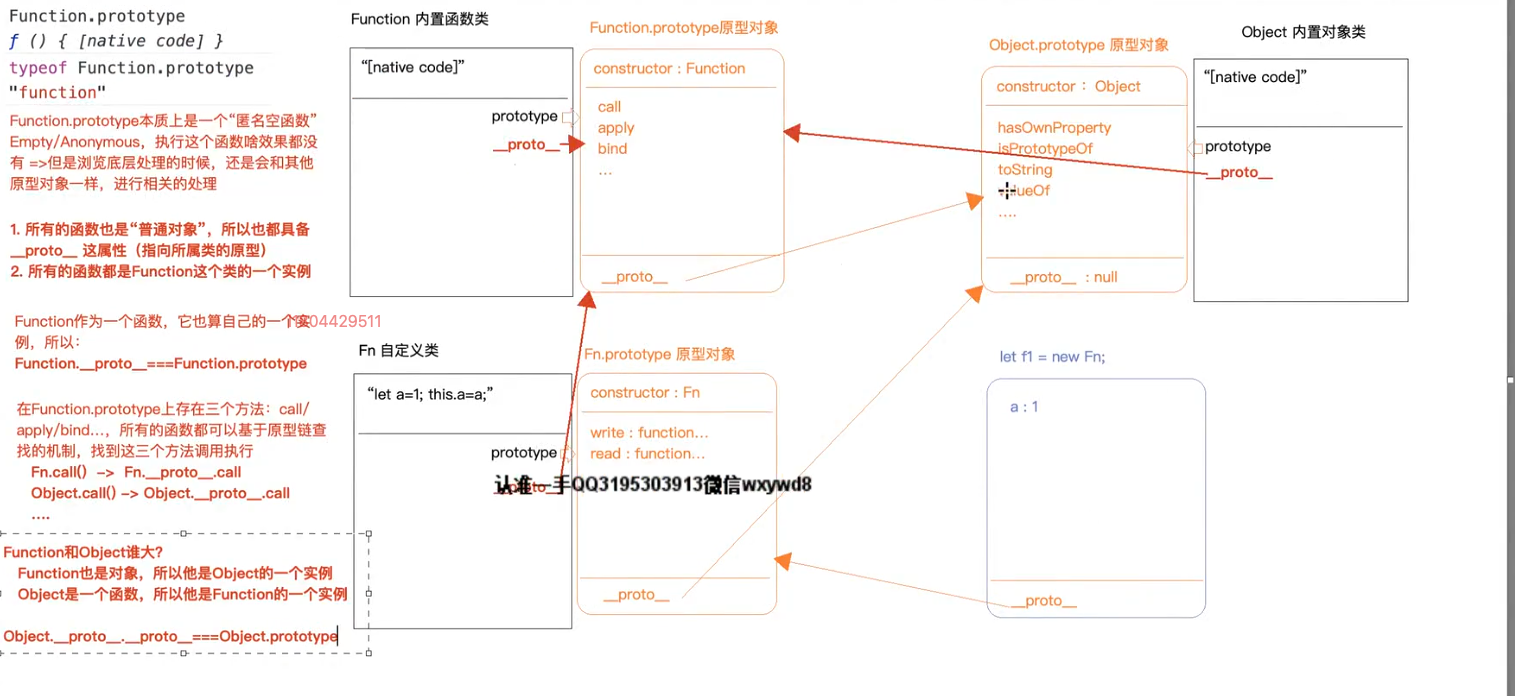 Function.prototype
ƒ () { [native code] }
typeof Function.prototype
"function"
Function.prototype本质上是一个“匿名空函数”
Empty/Anonymous，执行这个函数啥效果都没
有 =>但是浏览底层处理的时候，还是会和其他
原型对象一样，进行相关的处理
1. 所有的函数也是“普通对象”，所以也都具备
__proto__ 这属性（指向所属类的原型）
2. 所有的函数都是Function这个类的一个实例
Function作为一个函数，它也算自己的一个实
04429511
例，所以：
Function.__proto__===Function.prototype
在Function.prototype上存在三个方法：call/
apply/bind...，所有的函数都可以基于原型链查
找的机制，找到这三个方法调用执行
Fn.call() -> Fn.__proto__.call
Object.call() -> Object.__proto__.call
....
Function和Object谁大?
Function也是对象，所以他是Object的一个实例
Object是一个函数，所以他是Function的一个实例
Object.__proto__.__proto__===Object.prototype
Function 内置函数类
“[native code]”
prototype
__proto__
Function.prototype原型对象
constructor : Function
call
apply
bind
...
__proto__
Object.prototype 原型对象
constructor： Object
hasOwnProperty
isPrototypeOf
toString
lueOf
....
__proto__ : null
Object 内置对象类
“[native code]”
prototype
__proto__
Fn 自定义类
“let a=1; this.a=a;”
prototype
__proto__
认准一手QQ3195303913微信wxywd8
Fn.prototype 原型对象
constructor : Fn
write : function...
read : function...
__proto__
let f1 = new Fn;
a : 1
__proto__